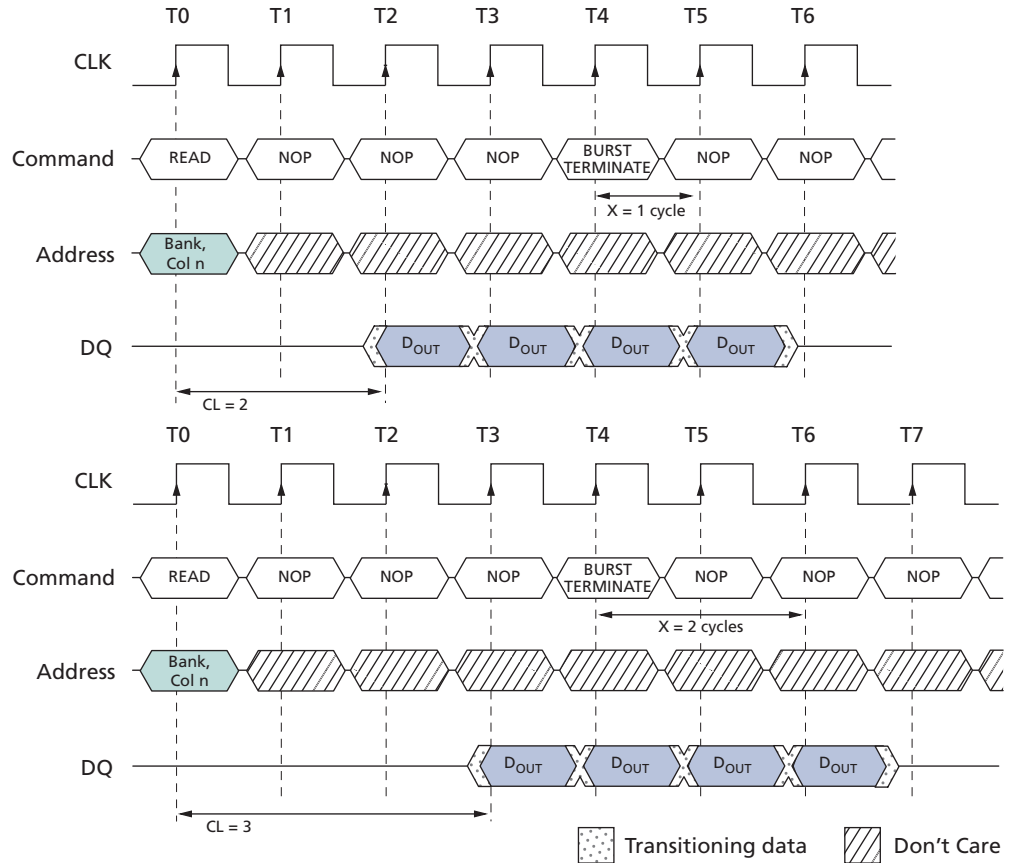 T0 T1 T2 T3 T4 T5 T6
CLK
Command READ NOP NOP NOP BURST TERMINATE NOP NOP
X = 1 cycle
Address Bank, Col n
DQ DOUT DOUT DOUT DOUT
CL = 2
T0 T1 T2 T3 T4 T5 T6 T7
CLK
Command READ NOP NOP NOP BURST TERMINATE NOP NOP NOP
X = 2 cycles
Address Bank, Col n
DQ DOUT DOUT DOUT DOUT
CL = 3
Transitioning data Don't Care